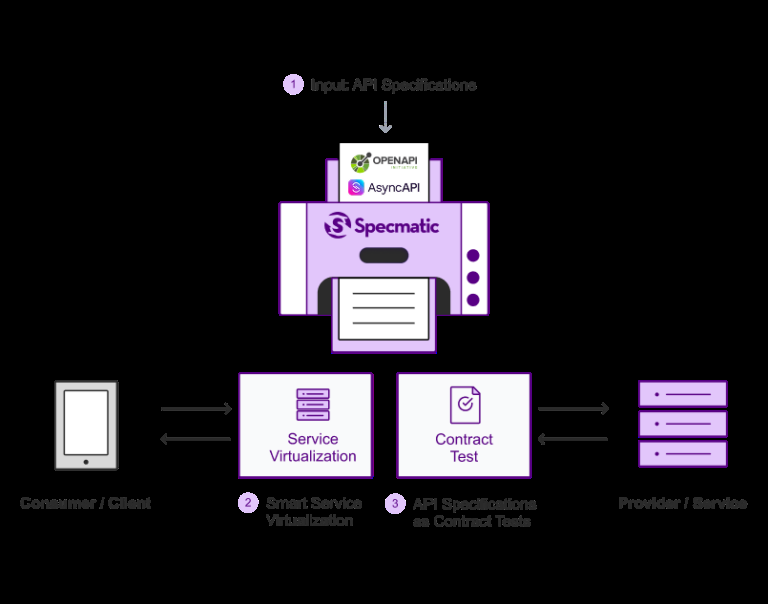 1 Input: API Specifications
OPENAPI
INITIATIVE
AsyncAPI
S Specmatic
Service
Virtualization
Contract
Test
Consumer / Client
2 Smart Service
Virtualization
3 API Specifications
as Contract Tests
Provider / Service